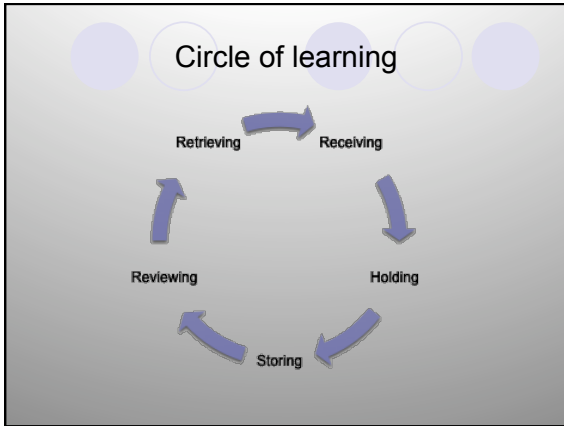 Circle of learning
Retrieving
Receiving
Reviewing
Holding
Storing